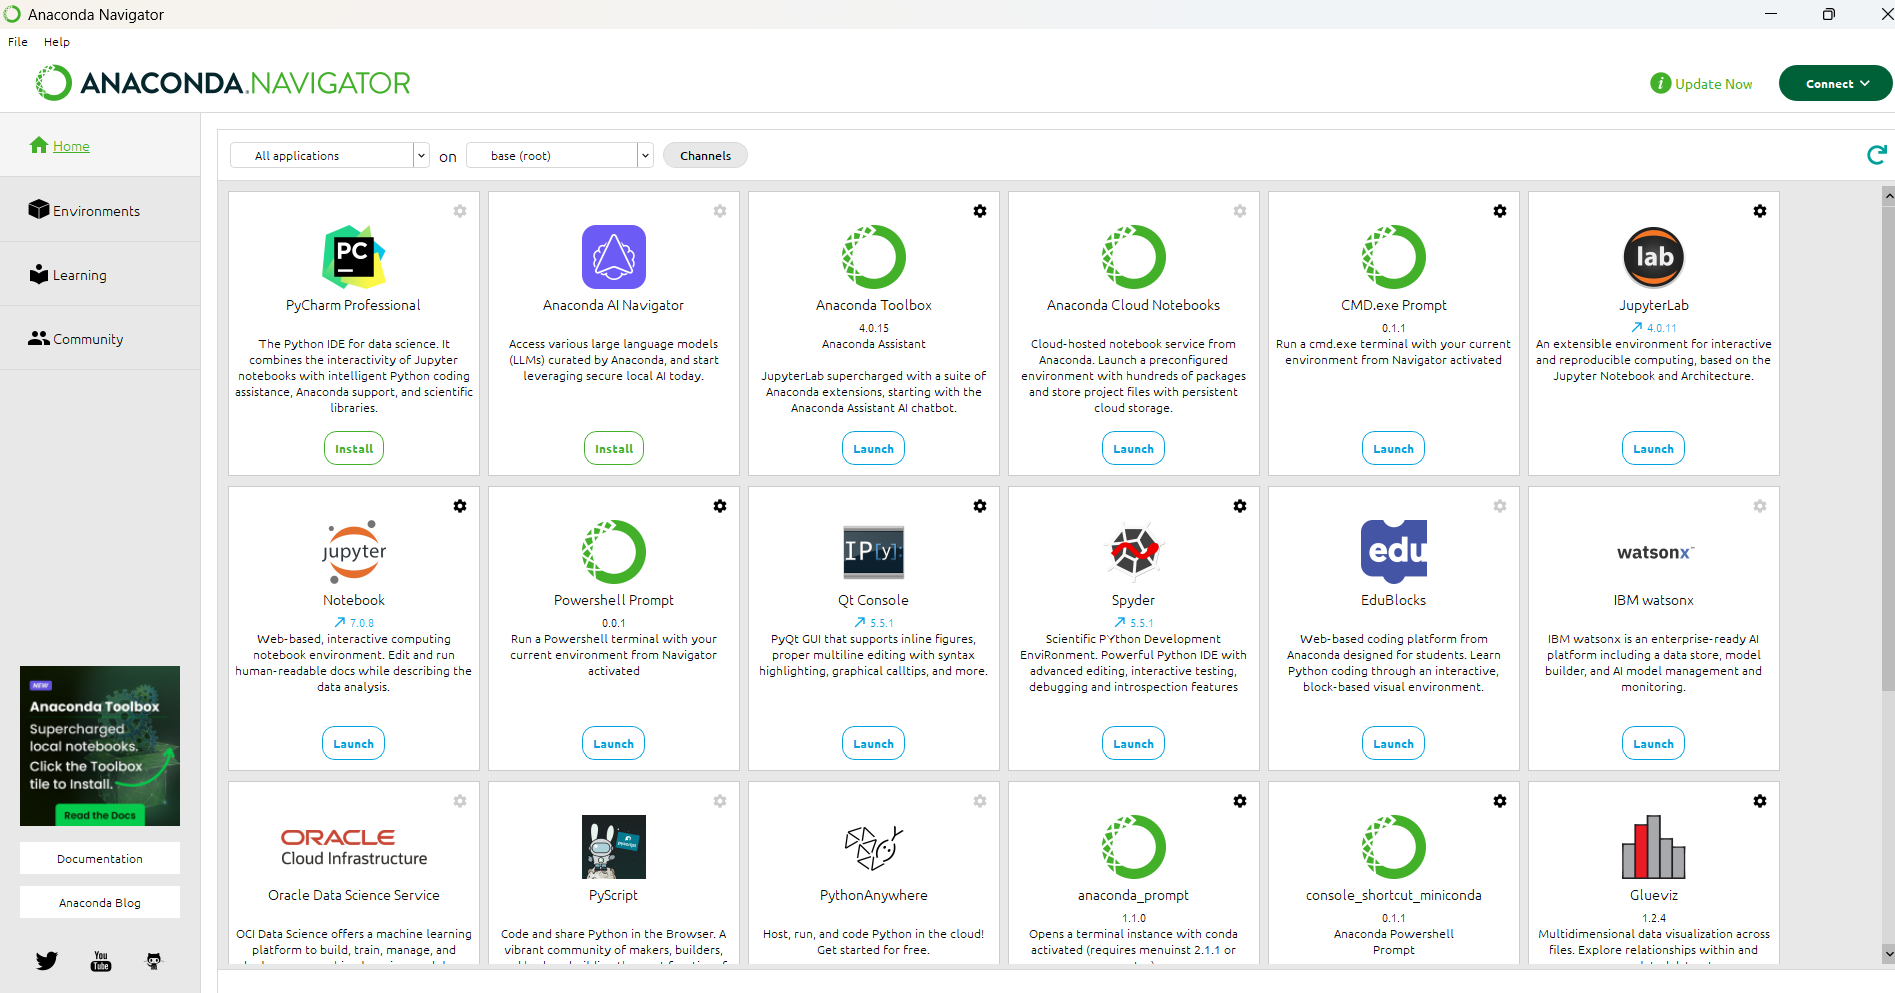 Anaconda Navigator
File Help
ANACONDA.NAVIGATOR
i Update Now
Connect
Home
Environments
Learning
Community
All applications on base (root) Channels
PC
PyCharm Professional
The Python IDE for data science. It
combines the interactivity of Jupyter
notebooks with intelligent Python coding
assistance, Anaconda support, and scientific
libraries.
Install
Anaconda AI Navigator
Access various large language models
(LLMs) curated by Anaconda, and start
leveraging secure local AI today.
Install
Anaconda Toolbox
4.0.15
Anaconda Assistant
JupyterLab supercharged with a suite of
Anaconda extensions, starting with the
Anaconda Assistant AI chatbot.
Launch
Anaconda Cloud Notebooks
Cloud-hosted notebook service from
Anaconda. Launch a preconfigured
environment with hundreds of packages
and store project files with persistent
cloud storage.
Launch
CMD.exe Prompt
0.1.1
Run a cmd.exe terminal with your current
environment from Navigator activated
Launch
lab
JupyterLab
4.0.11
An extensible environment for interactive
and reproducible computing, based on the
Jupyter Notebook and Architecture.
Launch
jupyter
Notebook
7.0.8
Web-based, interactive computing
notebook environment. Edit and run
human-readable docs while describing the
data analysis.
Launch
Powershell Prompt
0.0.1
Run a Powershell terminal with your
current environment from Navigator
activated
Launch
IP[y]:
Qt Console
5.5.1
PyQt GUI that supports inline figures,
proper multiline editing with syntax
highlighting, graphical calltips, and more.
Launch
Spyder
5.5.1
Scientific PYthon Development
EnviRonment. Powerful Python IDE with
advanced editing, interactive testing,
debugging and introspection features
Launch
edu
EduBlocks
Web-based coding platform from
Anaconda designed for students. Learn
Python coding through an interactive,
block-based visual environment.
Launch
watsonx™
IBM watsonx
IBM watsonx is an enterprise-ready AI
platform including a data store, model
builder, and AI model management and
monitoring.
Launch
ORACLE
Cloud Infrastructure
Oracle Data Science Service
OCI Data Science offers a machine learning
platform to build, train, manage, and
PyScript
Code and share Python in the Browser. A
vibrant community of makers, builders,
PythonAnywhere
Host, run, and code Python in the cloud!
Get started for free.
anaconda_prompt
1.1.0
Opens a terminal instance with conda
activated (requires menuinst 2.1.1 or
console_shortcut_miniconda
0.1.1
Anaconda Powershell
Prompt
Glueviz
1.2.4
Multidimensional data visualization across
files. Explore relationships within and
NEW
Anaconda Toolbox
Supercharged
local notebooks.
Click the Toolbox
tile to Install.
Read the Docs
Documentation
Anaconda Blog
You
Tube